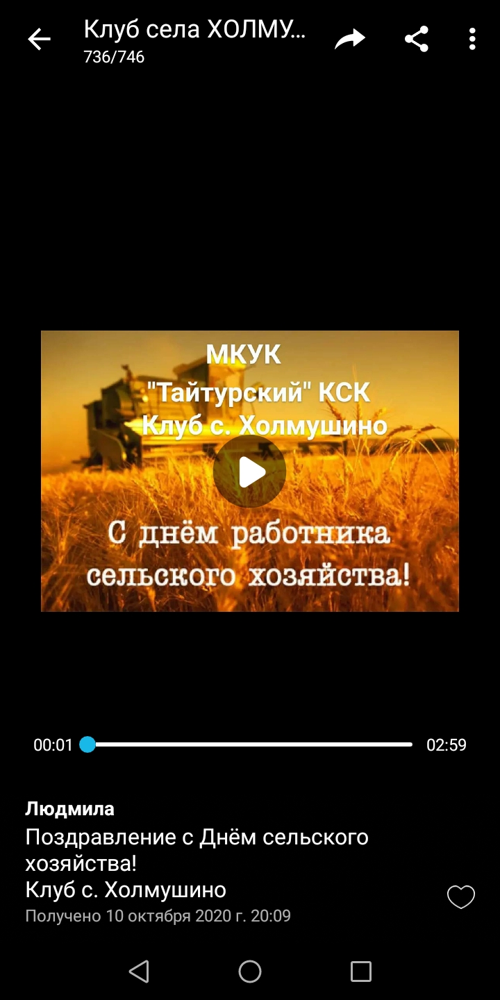 Клуб села ХОЛМУ...
736/746
МКУК
"Тайтурский" КСК
Клуб с. Холмушино
С днём работника
сельского хозяйства!
00:01
02:59
Людмила
Поздравление с Днём сельского
хозяйства!
Клуб с. Холмушино
Получено 10 октября 2020 г. 20:09